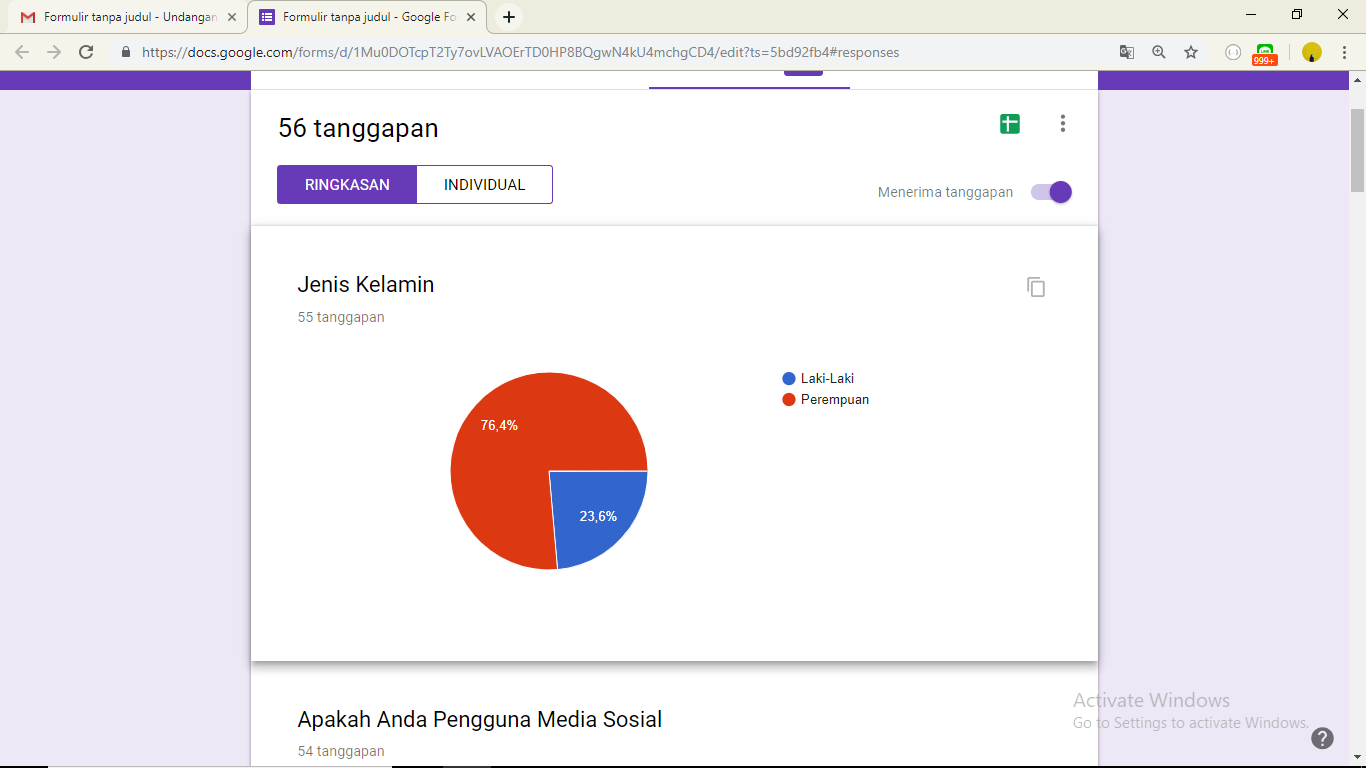 Formulir tanpa judul - Undangan
Formulir tanpa judul - Google Fo
https://docs.google.com/forms/d/1Mu0DOTcpT2Ty7ovLVAOErTD0HP8BQgwN4kU4mchgCD4/edit?ts=5bd92fb4#responses
999+
56 tanggapan
RINGKASAN
INDIVIDUAL
Menerima tanggapan
Jenis Kelamin
55 tanggapan
Laki-Laki
Perempuan
76,4%
23,6%
Apakah Anda Pengguna Media Sosial
54 tanggapan
Activate Windows
Go to Settings to activate Windows.